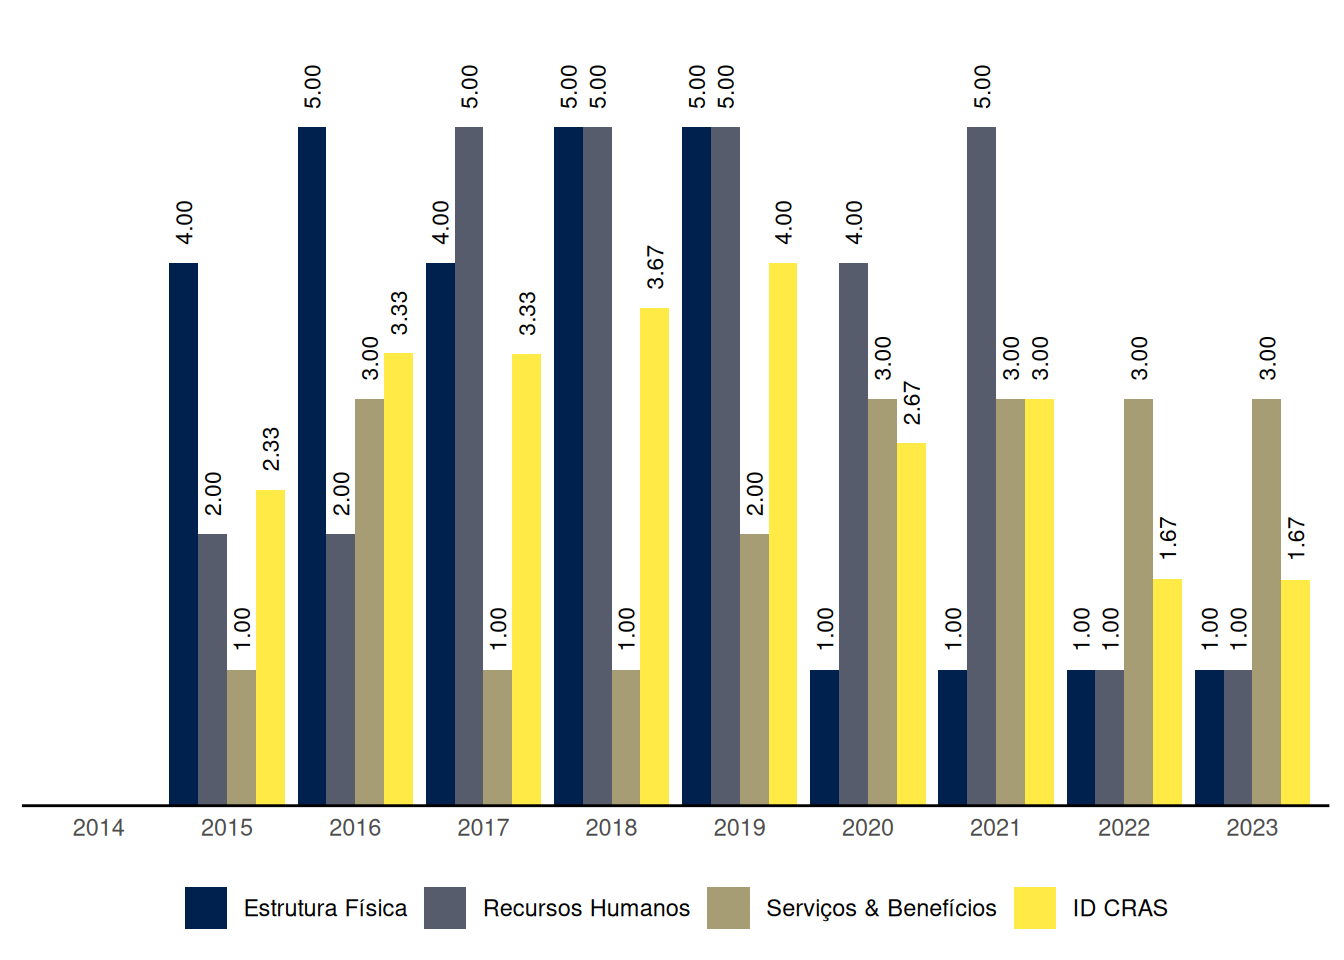 5.00 5.00 5.00 5.00 5.00 5.00 5.00
4.00 4.00 4.00 4.00
3.67
3.33 3.33
3.00 3.00 3.00 3.00 3.00 3.00
2.67
2.33
2.00 2.00 2.00
1.67 1.67
1.00 1.00 1.00 1.00 1.00 1.00 1.00 1.00 1.00
2014 2015 2016 2017 2018 2019 2020 2021 2022 2023
Estrutura Física Recursos Humanos Serviços & Benefícios ID CRAS